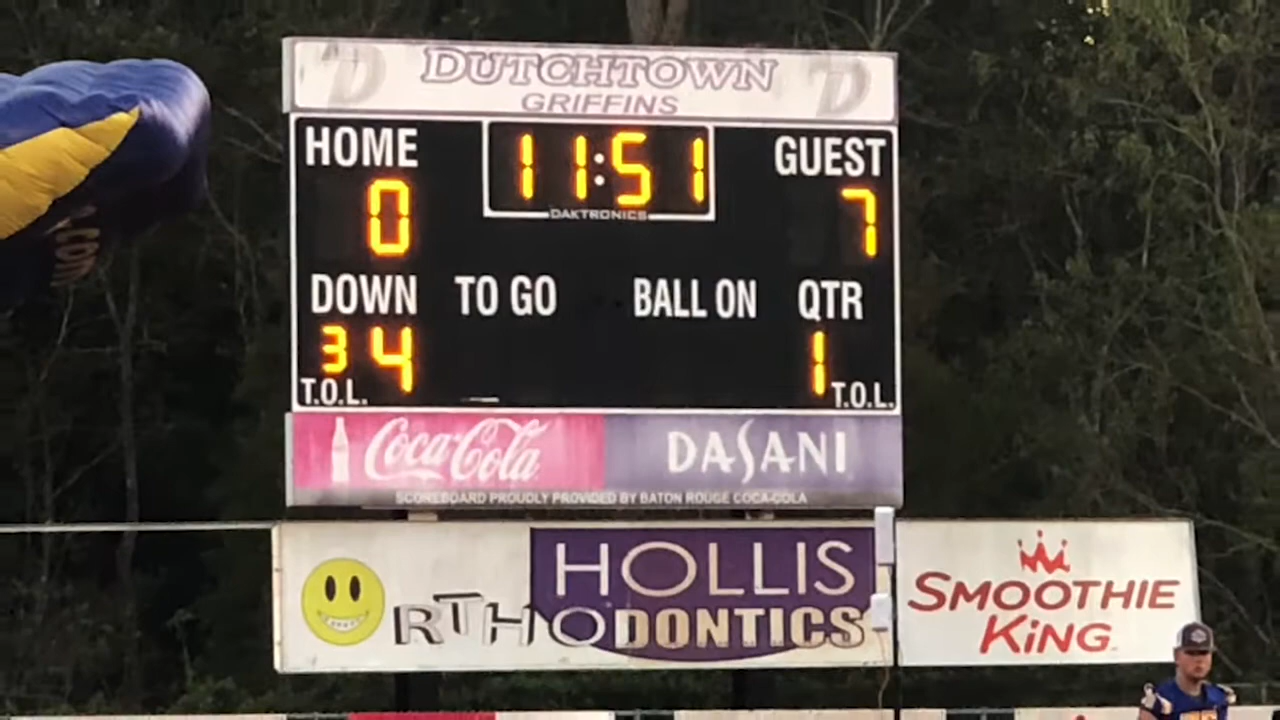 D DUTCHTOWN D
GRIFFINS
HOME 11:51 GUEST
DAKTRONICS
0 7
DOWN TO GO BALL ON QTR
3 4 1
T.O.L. T.O.L.
Coca-Cola DASANI
SCOREBOARD PROUDLY PROVIDED BY BATON ROUGE COCA-COLA
HOLLIS
ORTHODONTICS
SMOOTHIE
KiNG